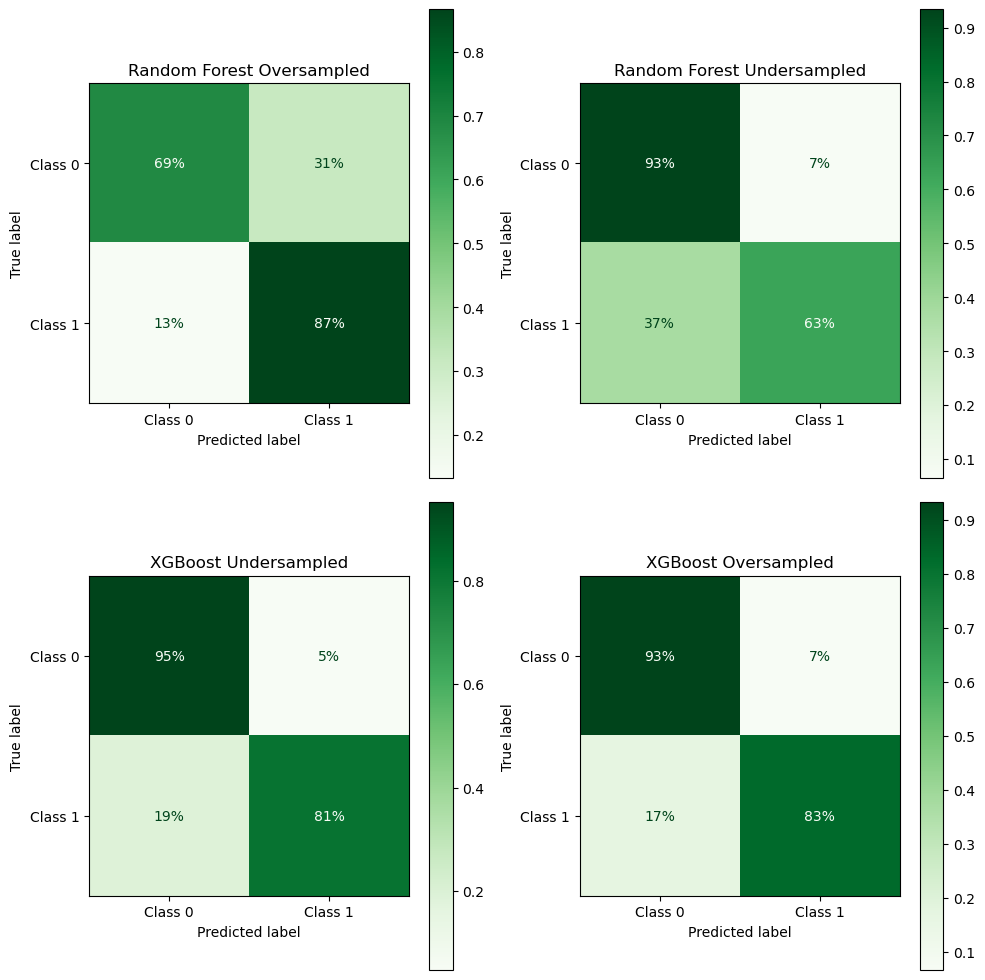 Random Forest Oversampled
True label
Class 0
69%
31%
Class 1
13%
87%
Class 0
Class 1
Predicted label
0.8
0.7
0.6
0.5
0.4
0.3
0.2
Random Forest Undersampled
True label
Class 0
93%
7%
Class 1
37%
63%
Class 0
Class 1
Predicted label
0.9
0.8
0.7
0.6
0.5
0.4
0.3
0.2
0.1
XGBoost Undersampled
True label
Class 0
95%
5%
Class 1
19%
81%
Class 0
Class 1
Predicted label
0.8
0.6
0.4
0.2
XGBoost Oversampled
True label
Class 0
93%
7%
Class 1
17%
83%
Class 0
Class 1
Predicted label
0.9
0.8
0.7
0.6
0.5
0.4
0.3
0.2
0.1